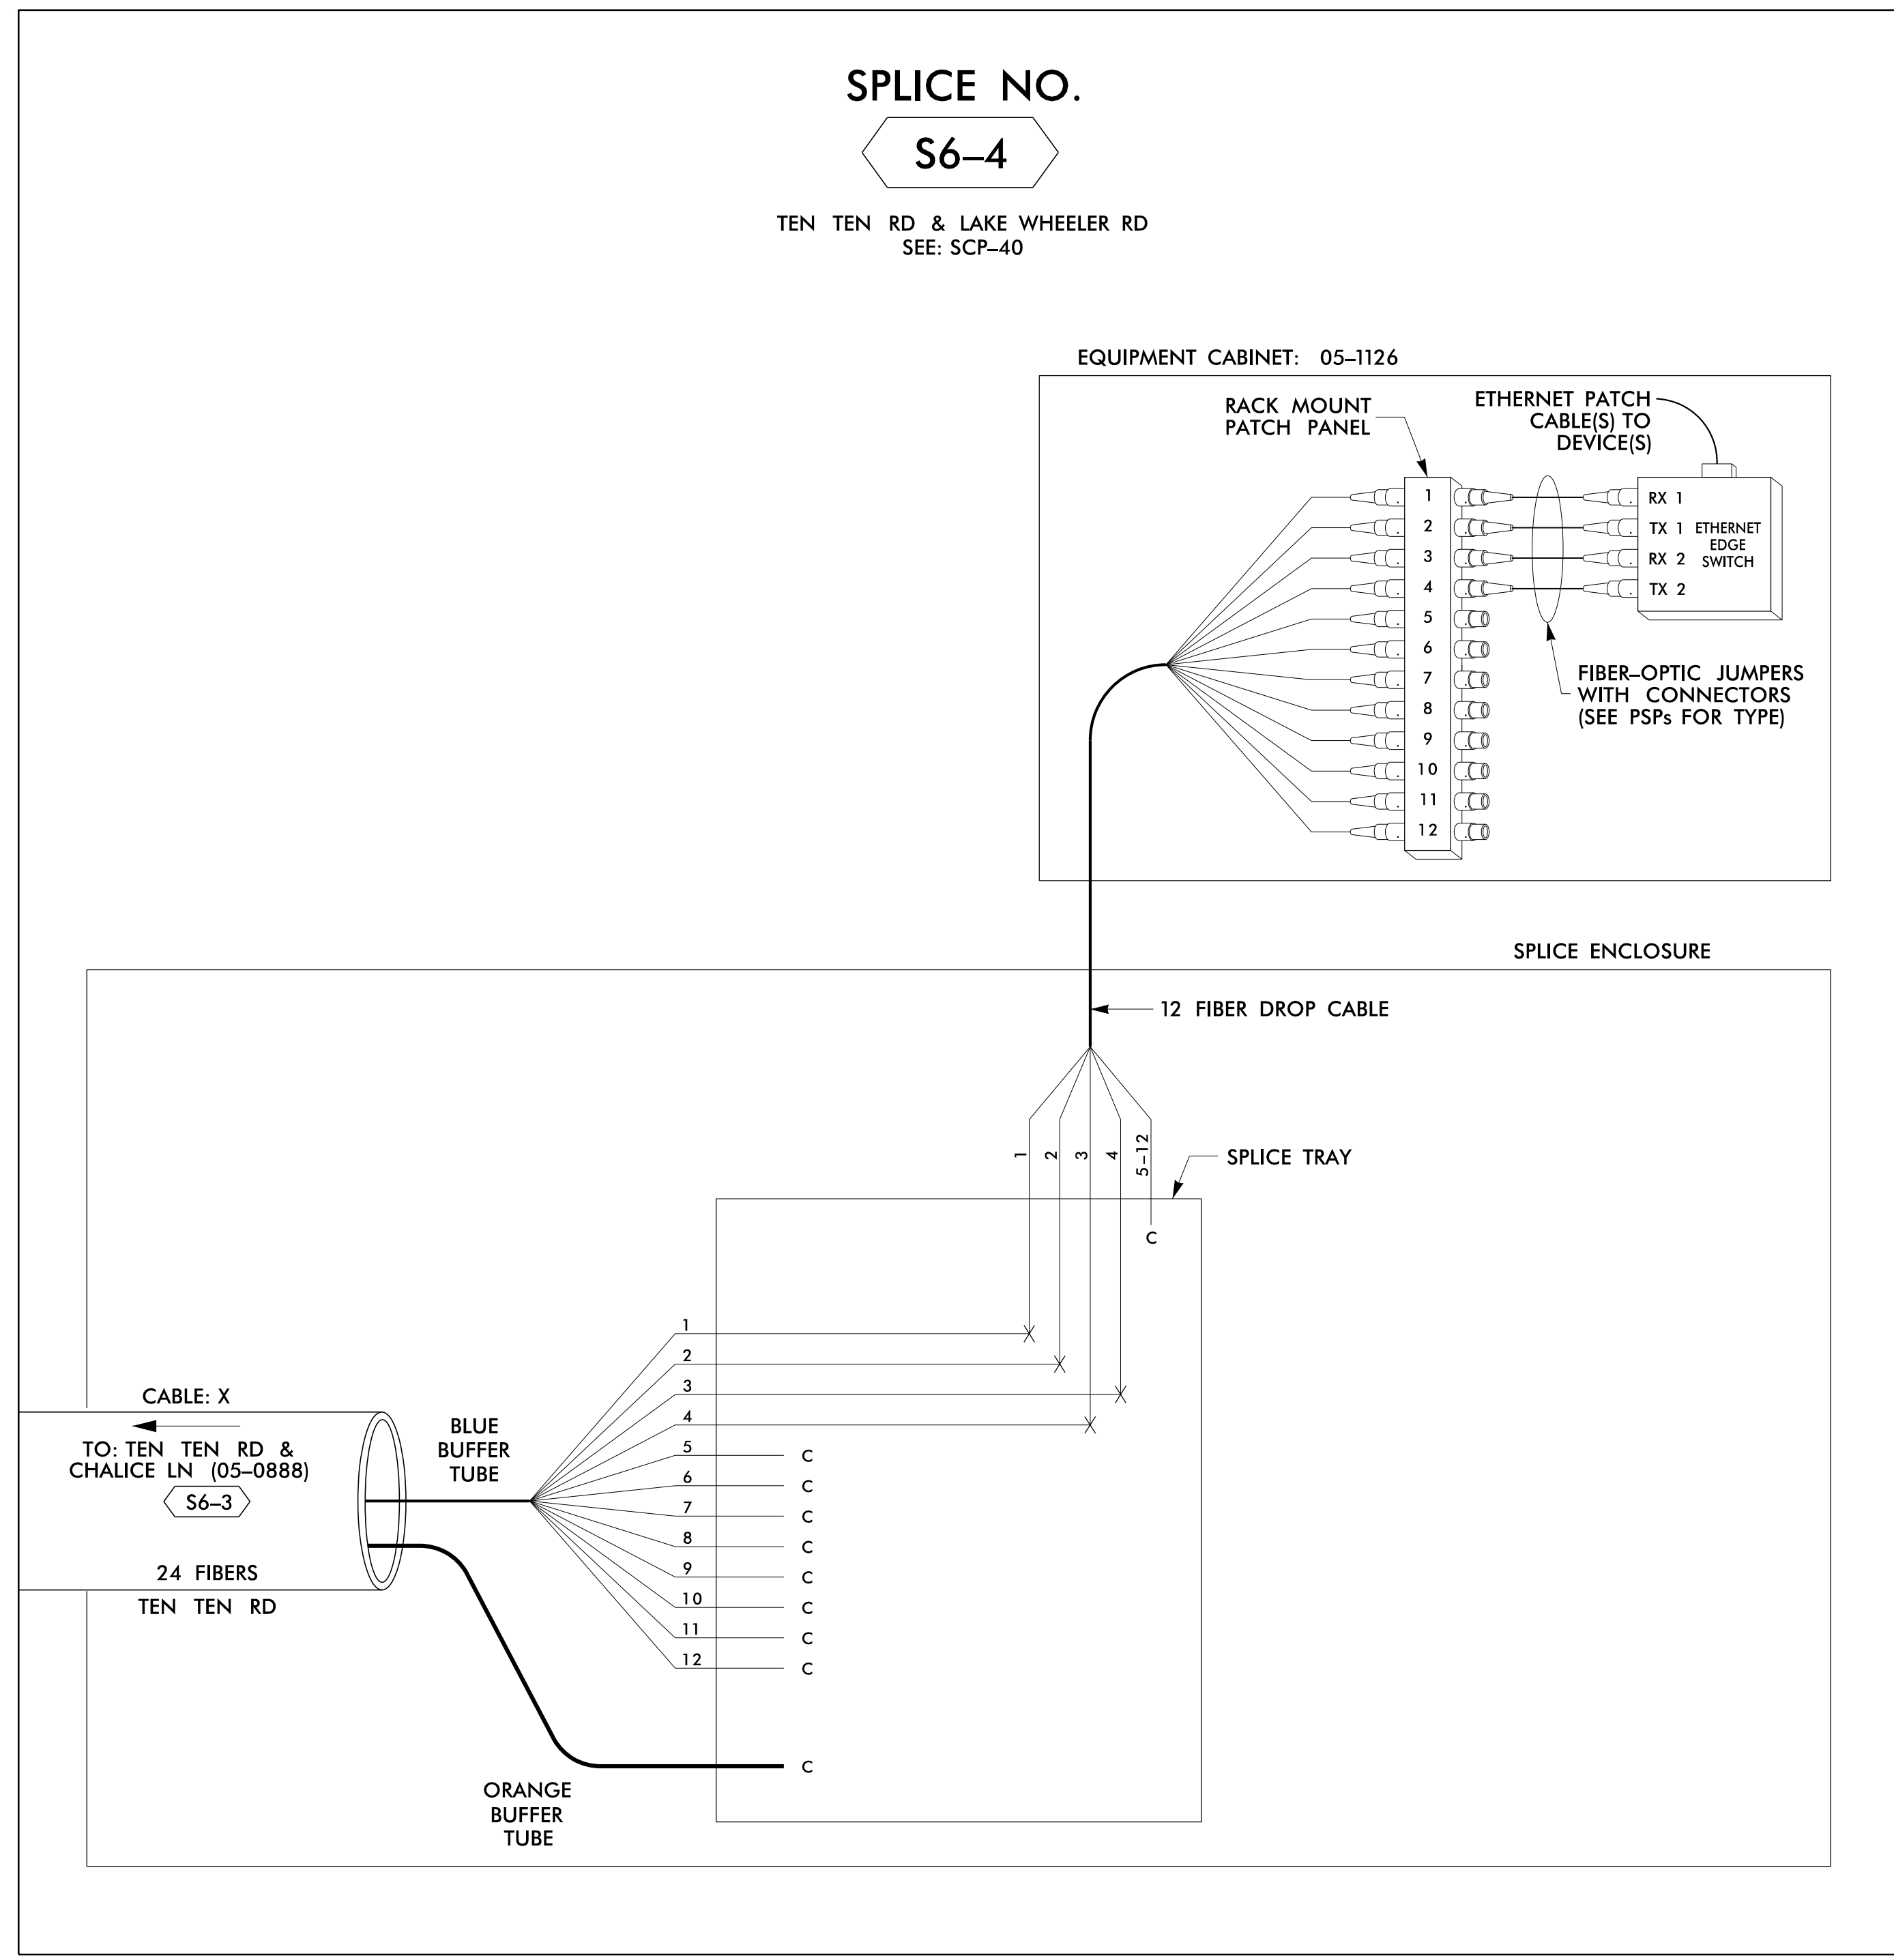 SPLICE NO.
S6–4
TEN TEN RD & LAKE WHEELER RD
SEE: SCP–40
EQUIPMENT CABINET: 05–1126
RACK MOUNT
PATCH PANEL
ETHERNET PATCH
CABLE(S) TO
DEVICE(S)
1
2
3
4
5
6
7
8
9
10
11
12
RX 1
TX 1
RX 2
TX 2
ETHERNET
EDGE
SWITCH
FIBER–OPTIC JUMPERS
WITH CONNECTORS
(SEE PSPs FOR TYPE)
SPLICE ENCLOSURE
12 FIBER DROP CABLE
1
2
3
4
5–12
SPLICE TRAY
C
CABLE: X
TO: TEN TEN RD &
CHALICE LN (05–0888)
S6–3
24 FIBERS
TEN TEN RD
BLUE
BUFFER
TUBE
1
2
3
4
5 C
6 C
7 C
8 C
9 C
10 C
11 C
12 C
C
ORANGE
BUFFER
TUBE